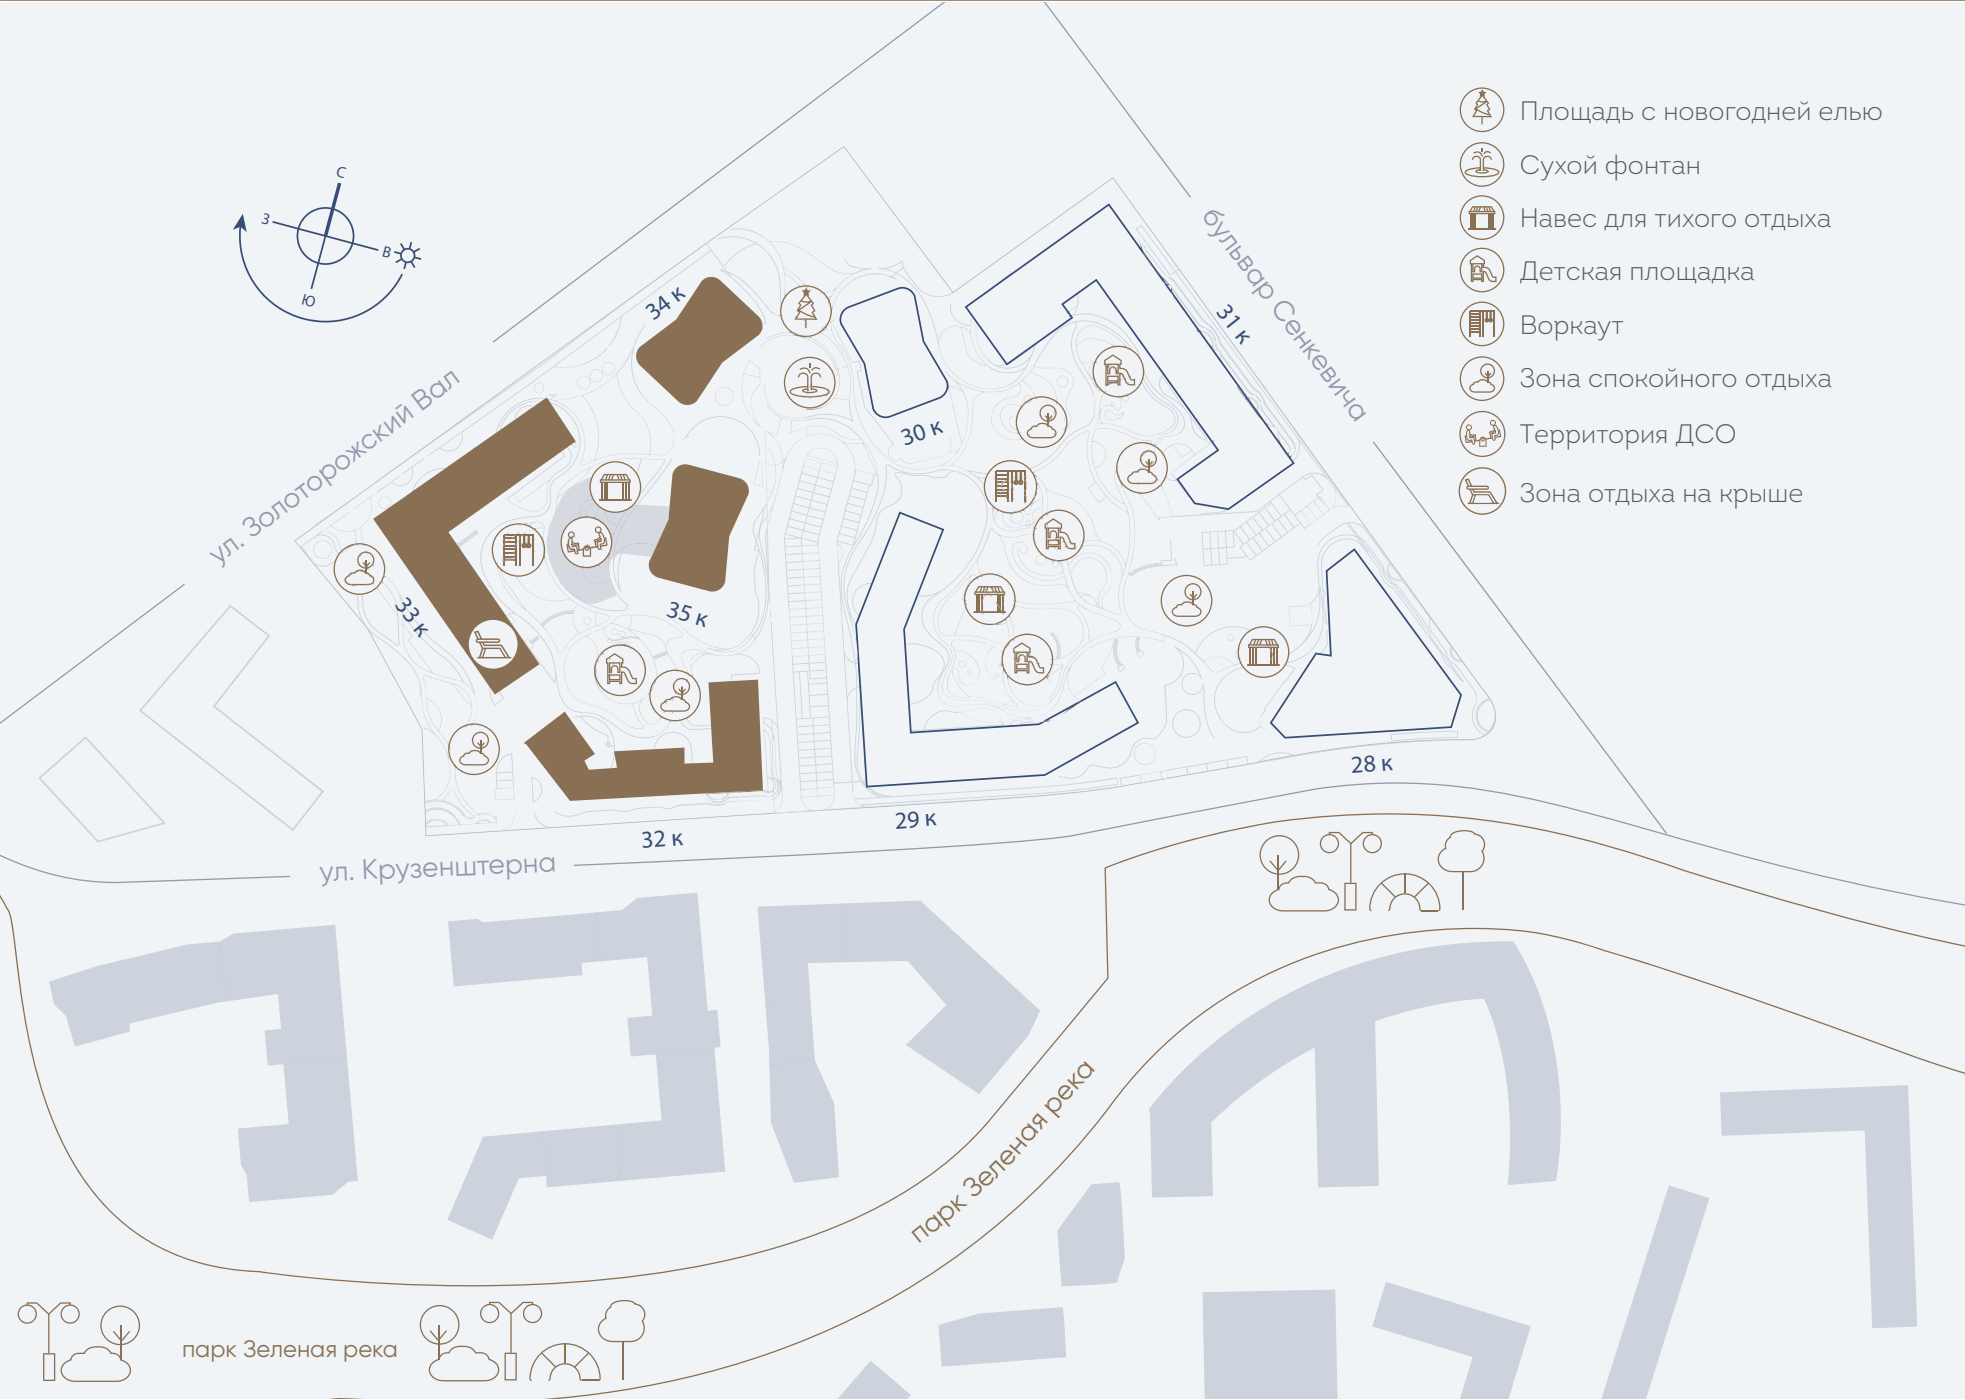 Площадь с новогодней елью
Сухой фонтан
Навес для тихого отдыха
Детская площадка
Воркаут
Зона спокойного отдыха
Территория ДСО
Зона отдыха на крыше
С
З
В
Ю
ул. Золоторожский Вал
бульвар Сенкевича
34 к
31 к
30 к
33 к
35 к
28 к
29 к
32 к
ул. Крузенштерна
парк Зеленая река
парк Зеленая река